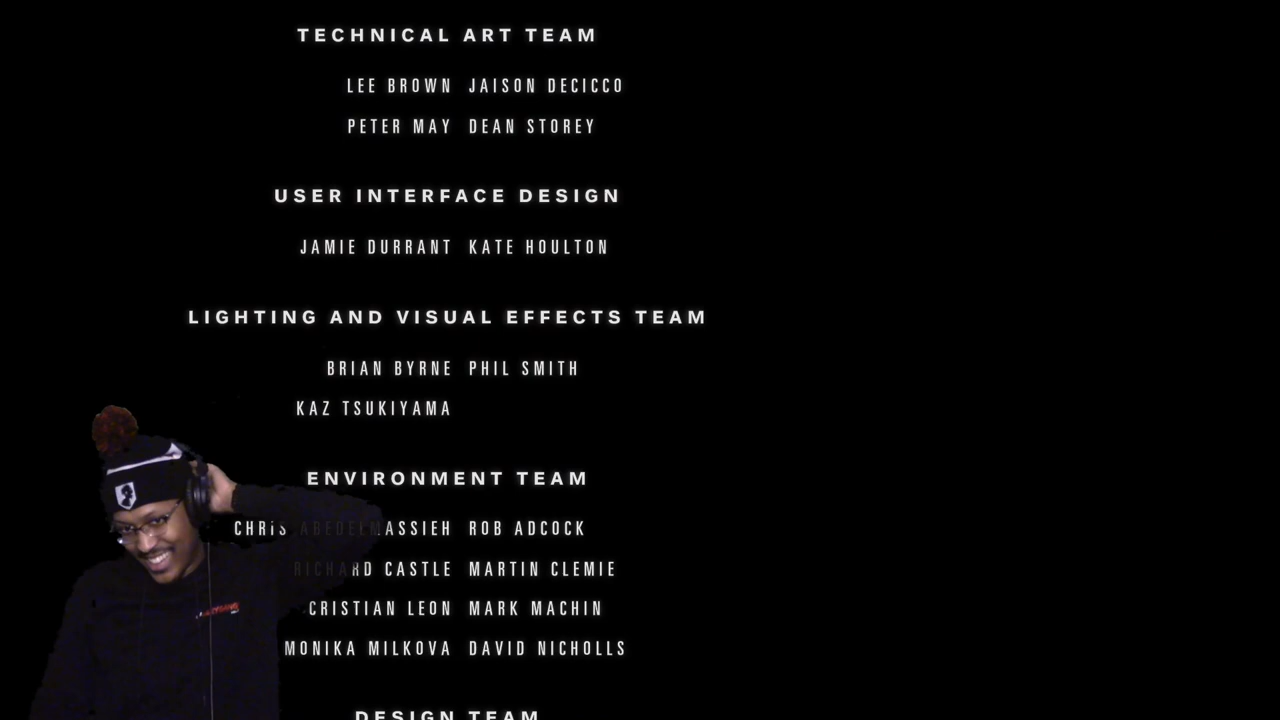 TECHNICAL ART TEAM
LEE BROWN JAISON DECICCO
PETER MAY DEAN STOREY
USER INTERFACE DESIGN
JAMIE DURRANT KATE HOULTON
LIGHTING AND VISUAL EFFECTS TEAM
BRIAN BYRNE PHIL SMITH
KAZ TSUKIYAMA
ENVIRONMENT TEAM
CHRIS ABEDELMASSIEH ROB ADCOCK
RICHARD CASTLE MARTIN CLEMIE
CRISTIAN LEON MARK MACHIN
MONIKA MILKOVA DAVID NICHOLLS
DESIGN TEAM